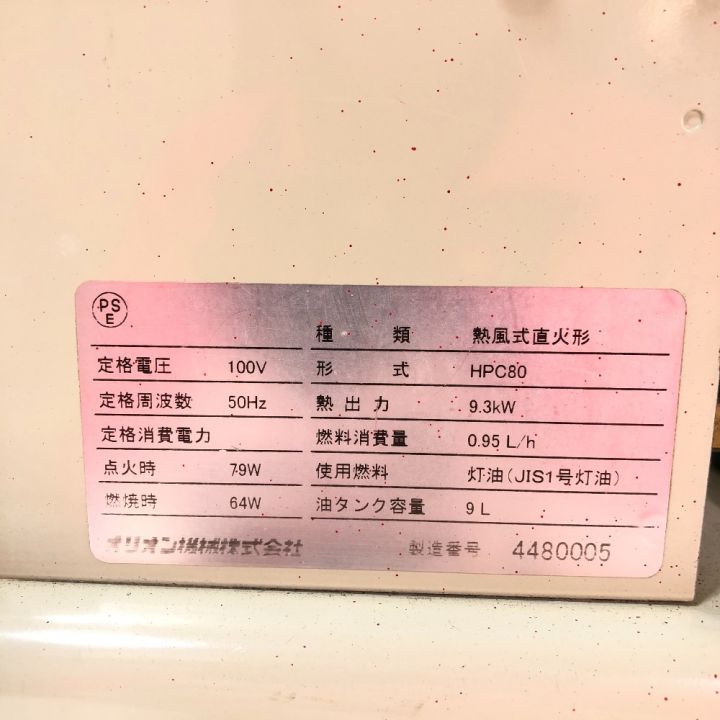 PS
E
種 類 熱風式直火形
定格電圧 100V 形 式 HPC80
定格周波数 50Hz 熱出力 9.3kW
定格消費電力 燃料消費量 0.95 L/h
点火時 79W 使用燃料 灯油(JIS1号灯油)
燃焼時 64W 油タンク容量 9 L
オリオン機械株式会社 製造番号 4480005